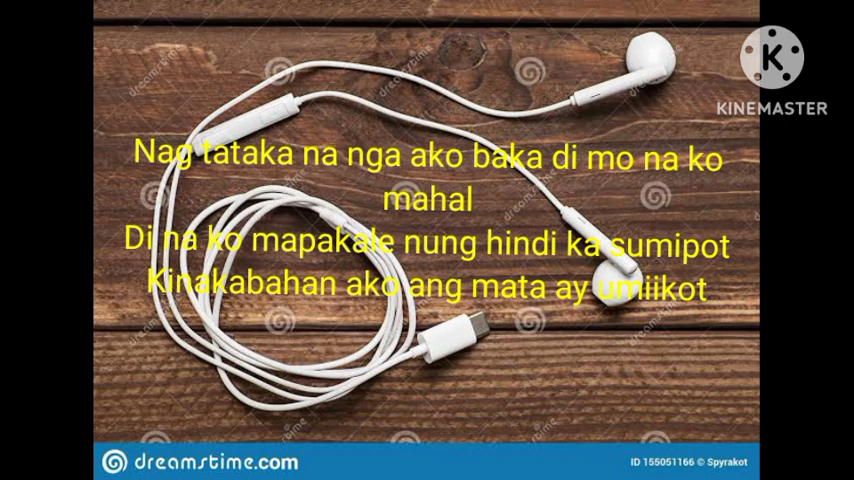 KINEMASTER
Nag tataka na nga ako baka di mo na ko
mahal
Di na ko mapakale nung hindi ka sumipot
Kinakabahan ako ang mata ay umiikot
dreamstime.com
ID 155051166 © Spyrakot